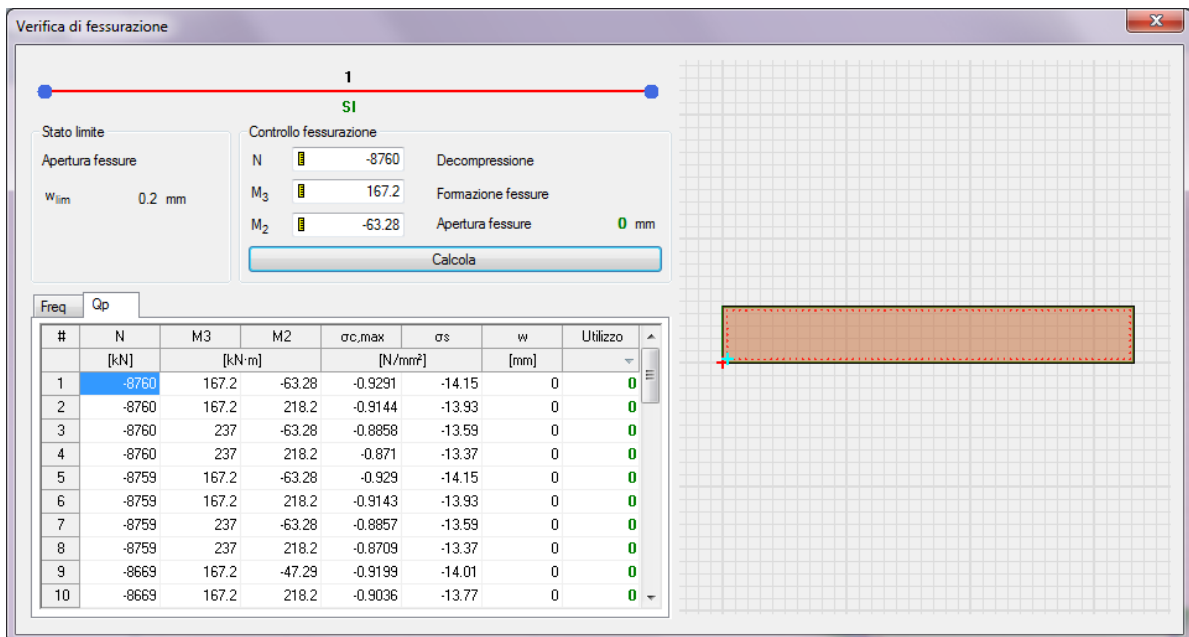 Verifica di fessurazione
x
1
SI
Stato limite
Apertura fessure
wlim 0.2 mm
Controllo fessurazione
N -8760 Decompressione
M3 167.2 Formazione fessure
M2 -63.28 Apertura fessure 0 mm
Calcola
Freq Qp
# N M3 M2 σc,max σs w Utilizzo
[kN] [kN·m] [N/mm²] [mm]
1 -8760 167.2 -63.28 -0.9291 -14.15 0 0
2 -8760 167.2 218.2 -0.9144 -13.93 0 0
3 -8760 237 -63.28 -0.8858 -13.59 0 0
4 -8760 237 218.2 -0.871 -13.37 0 0
5 -8759 167.2 -63.28 -0.929 -14.15 0 0
6 -8759 167.2 218.2 -0.9143 -13.93 0 0
7 -8759 237 -63.28 -0.8857 -13.59 0 0
8 -8759 237 218.2 -0.8709 -13.37 0 0
9 -8669 167.2 -47.29 -0.9199 -14.01 0 0
10 -8669 167.2 218.2 -0.9036 -13.77 0 0